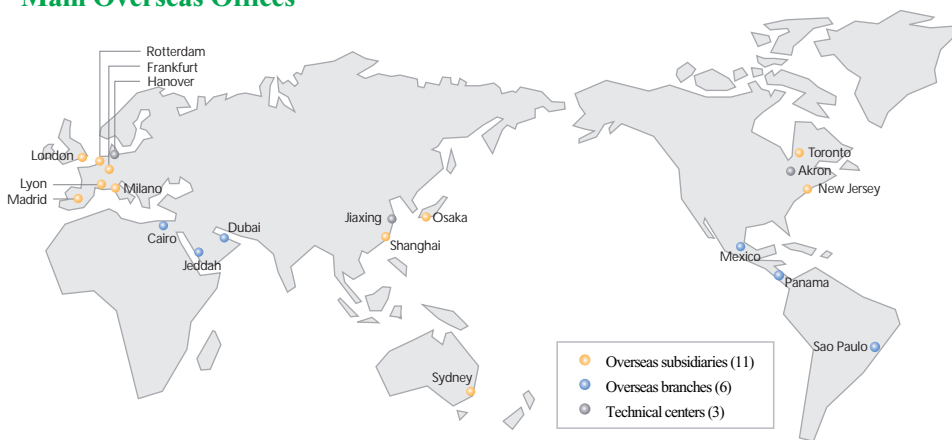 Main Overseas Offices
Rotterdam
Frankfurt
Hanover
London
Lyon
Madrid
Milano
Cairo
Dubai
Jeddah
Jiaxing
Osaka
Shanghai
Sydney
Toronto
Akron
New Jersey
Mexico
Panama
Sao Paulo
Overseas subsidiaries (11)
Overseas branches (6)
Technical centers (3)